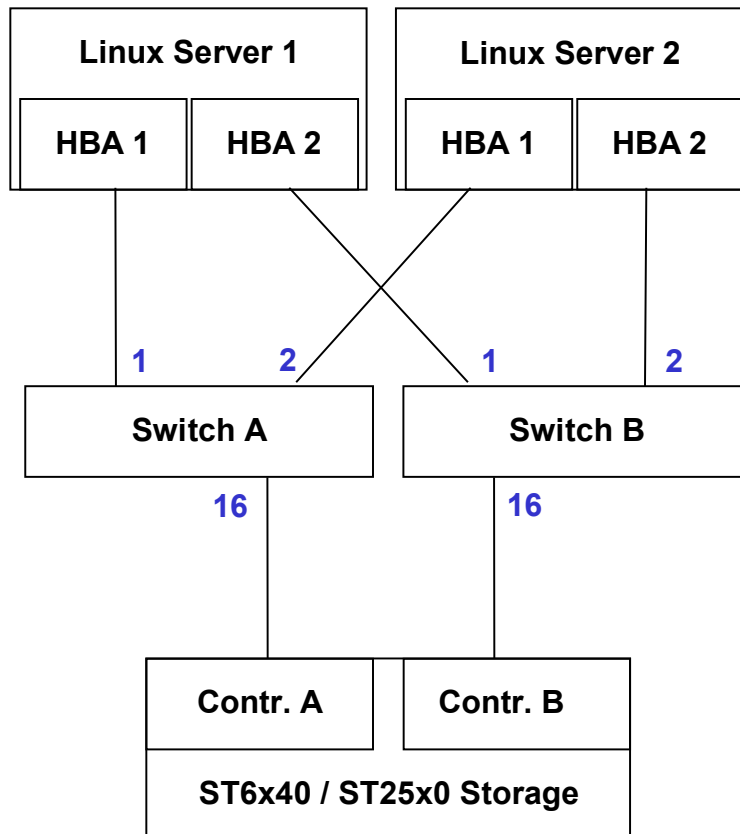 Linux Server 1
Linux Server 2
HBA 1
HBA 2
HBA 1
HBA 2
1
2
1
2
Switch A
Switch B
16
16
Contr. A
Contr. B
ST6x40 / ST25x0 Storage